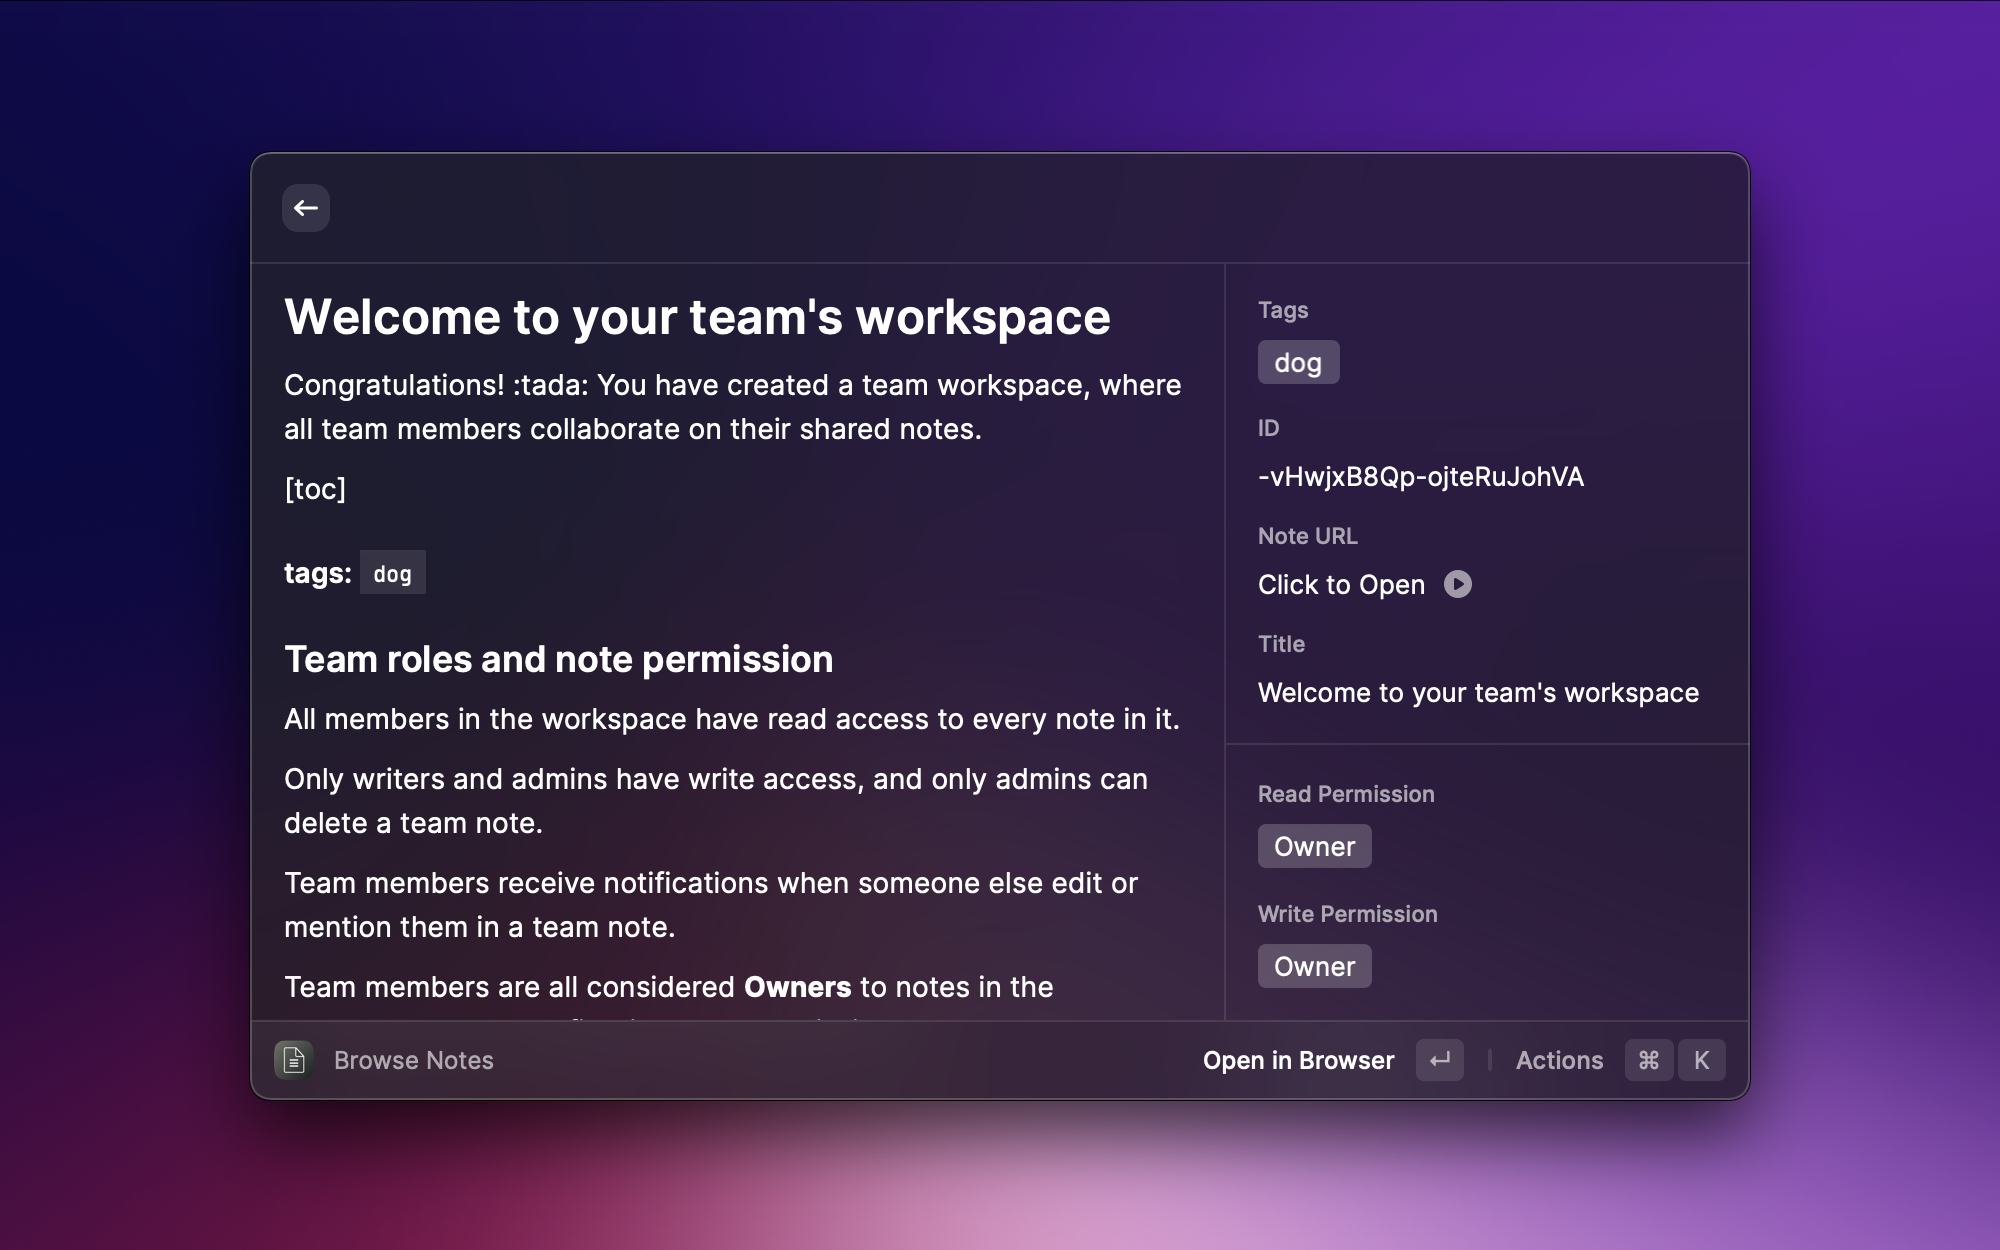 Welcome to your team's workspace
Congratulations! :tada: You have created a team workspace, where
all team members collaborate on their shared notes.
[toc]
tags: dog
Team roles and note permission
All members in the workspace have read access to every note in it.
Only writers and admins have write access, and only admins can
delete a team note.
Team members receive notifications when someone else edit or
mention them in a team note.
Team members are all considered Owners to notes in the
Tags
dog
ID
-vHwjxB8Qp-ojteRuJohVA
Note URL
Click to Open
Title
Welcome to your team's workspace
Read Permission
Owner
Write Permission
Owner
Browse Notes
Open in Browser ↵ | Actions ⌘ K